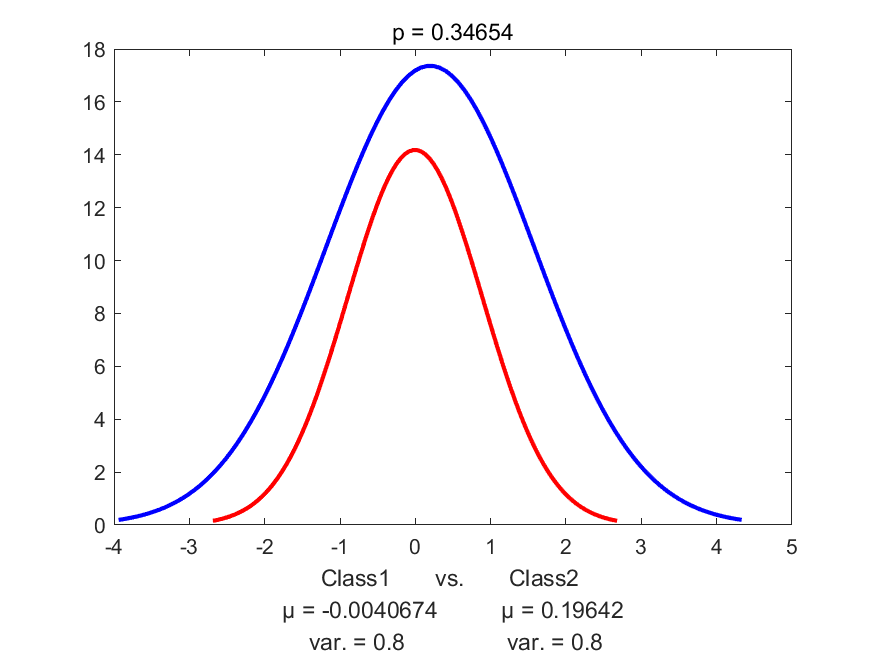 p = 0.34654
18
16
14
12
10
8
6
4
2
0
-4 -3 -2 -1 0 1 2 3 4 5
Class1 vs. Class2
μ = -0.0040674 μ = 0.19642
var. = 0.8 var. = 0.8